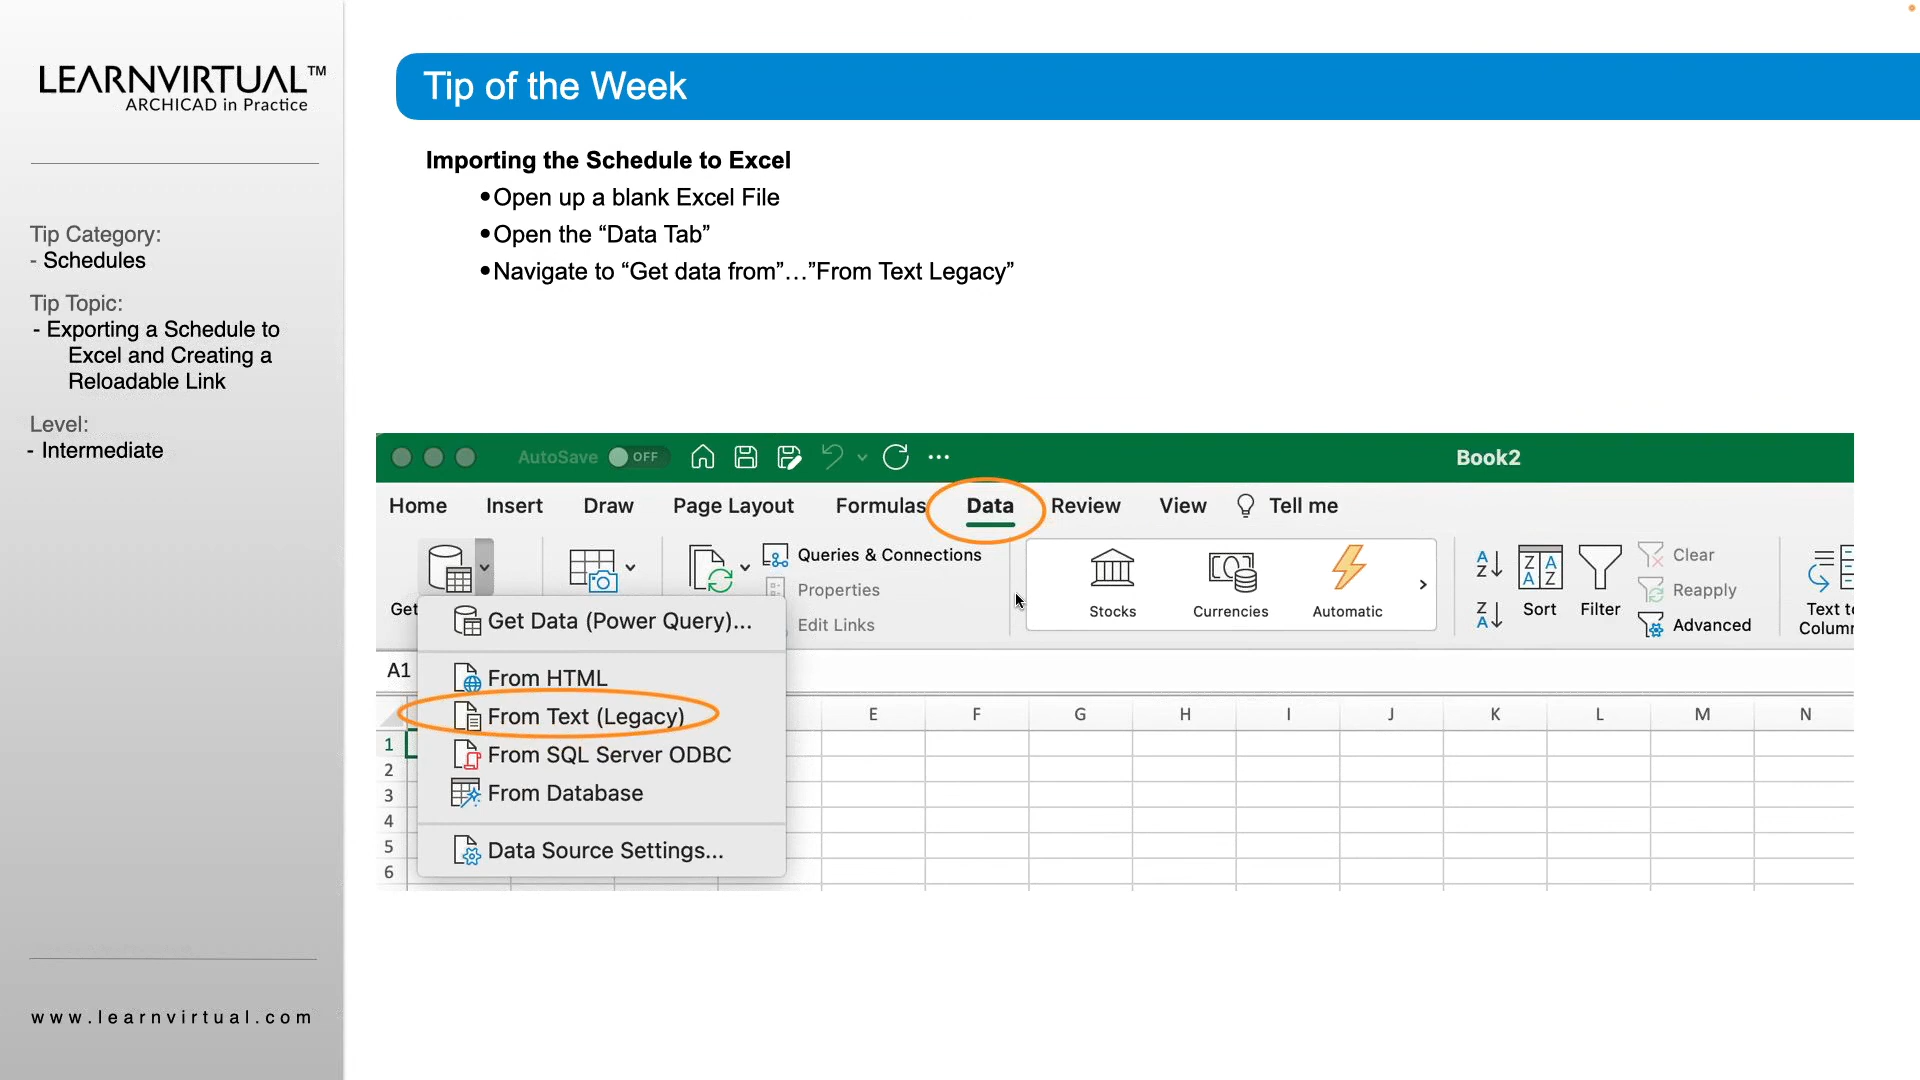 LEARNVIRTUAL™
ARCHICAD in Practice
Tip Category:
- Schedules
Tip Topic:
- Exporting a Schedule to
Excel and Creating a
Reloadable Link
Level:
- Intermediate
www.learnvirtual.com
Tip of the Week
Importing the Schedule to Excel
•Open up a blank Excel File
•Open the “Data Tab”
•Navigate to “Get data from”...”From Text Legacy”
AutoSave OFF
Book2
Home Insert Draw Page Layout Formulas Data Review View Tell me
Get
Queries & Connections
Properties
Edit Links
Stocks Currencies Automatic
Sort Filter
Clear
Reapply
Advanced
Text to
Colum
Get Data (Power Query)...
From HTML
From Text (Legacy)
From SQL Server ODBC
From Database
Data Source Settings...
A1
E F G H I J K L M N
1
2
3
4
5
6